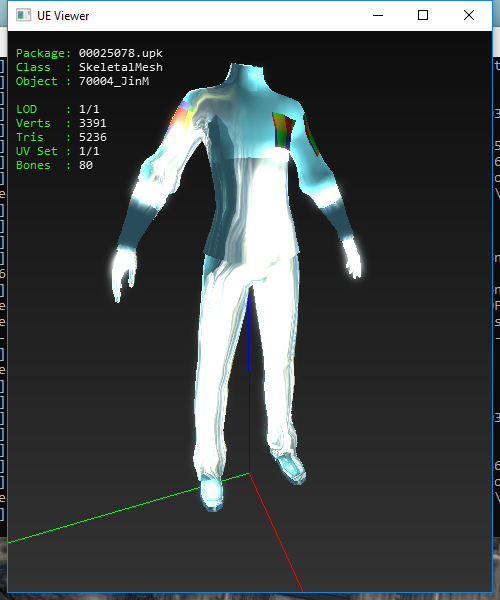 UE Viewer
Package: 00025078.upk
Class : SkeletalMesh
Object : 70004_JinM
LOD : 1/1
Verts : 3391
Tris : 5236
UV Set : 1/1
Bones : 80